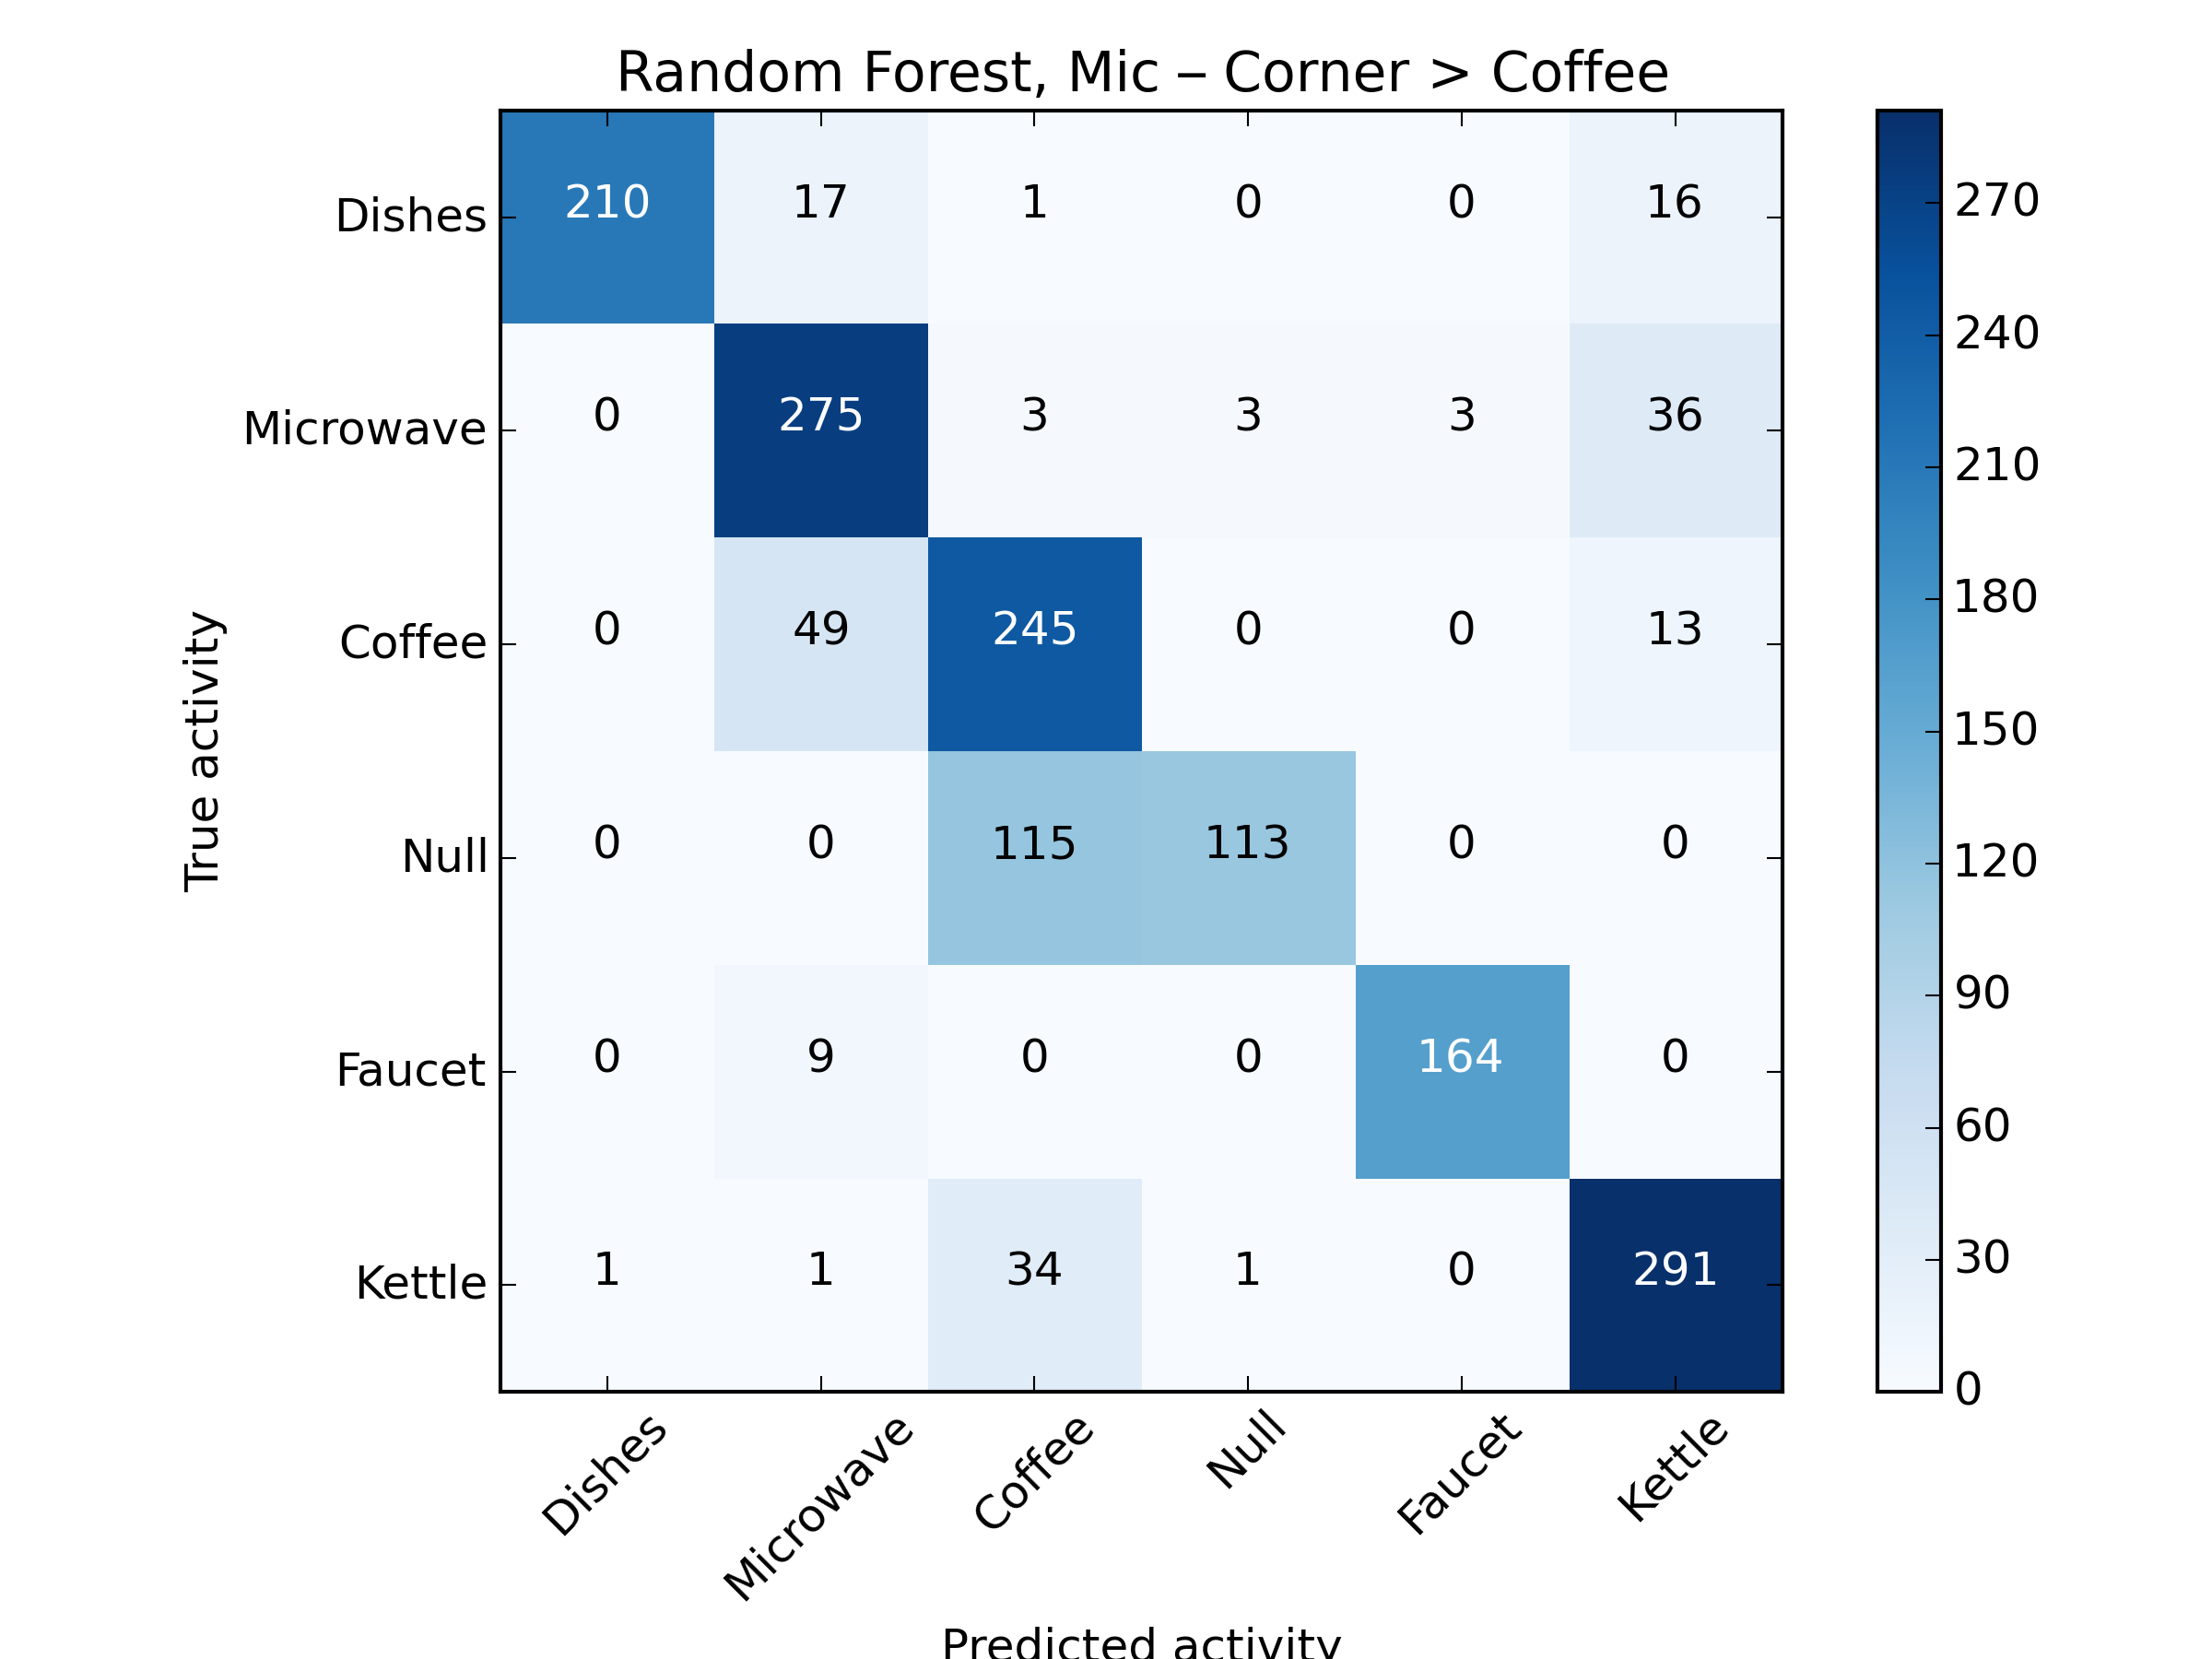 Random Forest, Mic – Corner > Coffee
Dishes 210 17 1 0 0 16
Microwave 0 275 3 3 3 36
Coffee 0 49 245 0 0 13
Null 0 0 115 113 0 0
Faucet 0 9 0 0 164 0
Kettle 1 1 34 1 0 291
True activity
Dishes Microwave Coffee Null Faucet Kettle
Predicted activity
270
240
210
180
150
120
90
60
30
0